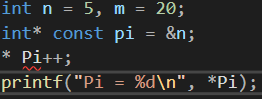 int n = 5, m = 20;
int* const pi = &n;
* Pi++;
printf("Pi = %d\n", *Pi);